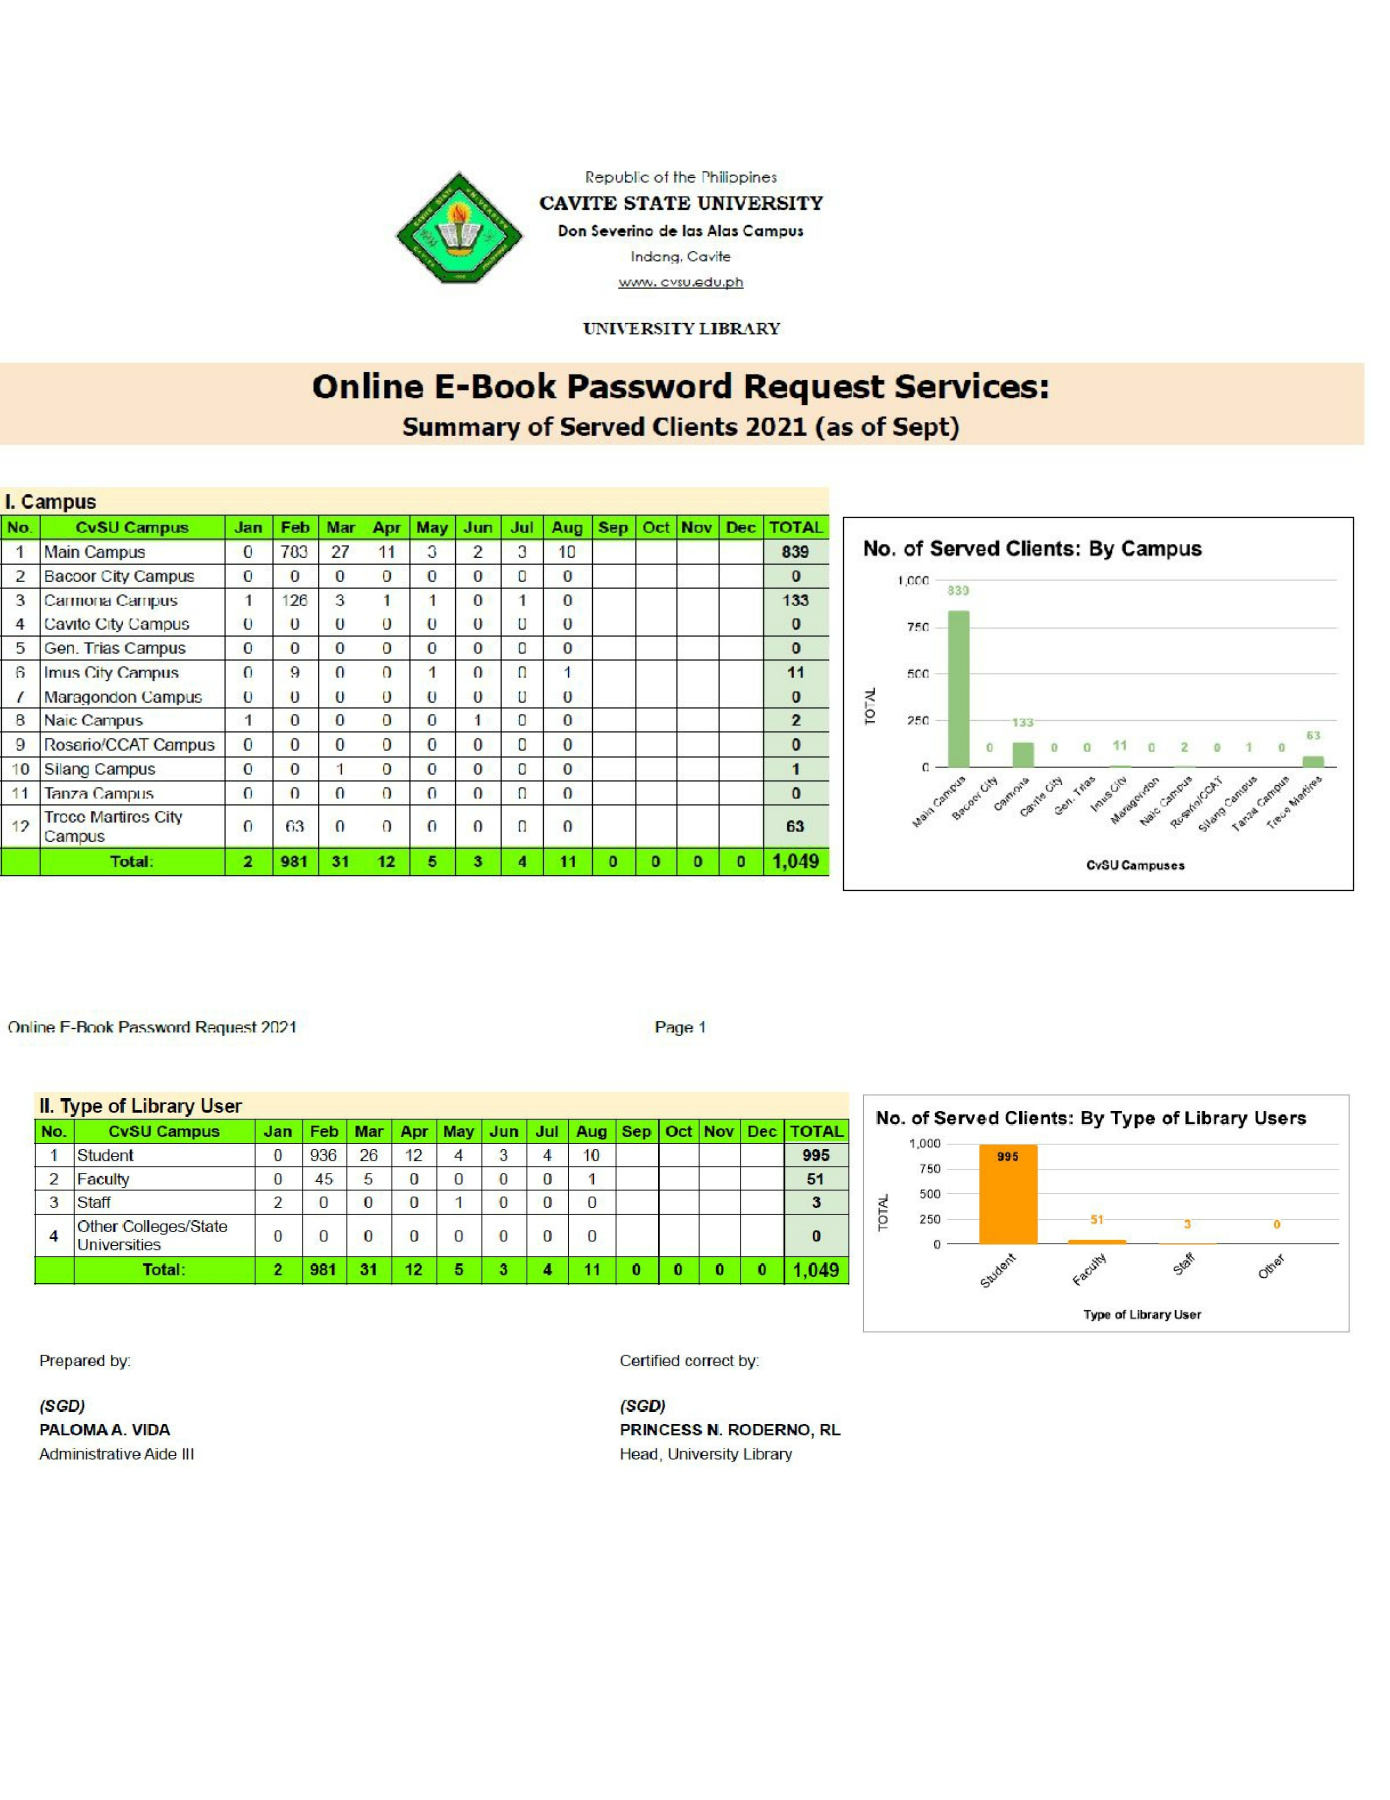 Republic of the Philippines
CAVITE STATE UNIVERSITY
Don Severino de las Alas Campus
Indang, Cavite
www.cvsu.edu.ph
UNIVERSITY LIBRARY
Online E-Book Password Request Services:
Summary of Served Clients 2021 (as of Sept)
I. Campus
No. CvSU Campus Jan Feb Mar Apr May Jun Jul Aug Sep Oct Nov Dec TOTAL
1 Main Campus 0 783 27 11 3 2 3 10 839
2 Bacoor City Campus 0 0 0 0 0 0 0 0 0
3 Carmona Campus 1 126 3 1 1 0 1 0 133
4 Cavite City Campus 0 0 0 0 0 0 0 0 0
5 Gen. Trias Campus 0 0 0 0 0 0 0 0 0
6 Imus City Campus 0 9 0 0 1 0 0 1 11
7 Maragondon Campus 0 0 0 0 0 0 0 0 0
8 Naic Campus 1 0 0 0 0 1 0 0 2
9 Rosario/CCAT Campus 0 0 0 0 0 0 0 0 0
10 Silang Campus 0 0 1 0 0 0 0 0 1
11 Tanza Campus 0 0 0 0 0 0 0 0 0
12 Trece Martires City
Campus 0 63 0 0 0 0 0 0 63
Total: 2 981 31 12 5 3 4 11 0 0 0 0 1,049
No. of Served Clients: By Campus
TOTAL
1,000
750
500
250
0
839 0 133 0 0 11 0 2 0 1 0 63
Main Campus
Bacoor City
Carmona
Cavite City
Gen. Trias
Imus City
Maragondon
Naic Campus
Rosario/CCAT
Silang Campus
Tanza Campus
Trece Martires
CvSU Campuses
Online E-Book Password Request 2021
Page 1
II. Type of Library User
No. CvSU Campus Jan Feb Mar Apr May Jun Jul Aug Sep Oct Nov Dec TOTAL
1 Student 0 936 26 12 4 3 4 10 995
2 Faculty 0 45 5 0 0 0 0 1 51
3 Staff 2 0 0 0 1 0 0 0 3
4 Other Colleges/State
Universities 0 0 0 0 0 0 0 0 0
Total: 2 981 31 12 5 3 4 11 0 0 0 0 1,049
No. of Served Clients: By Type of Library Users
TOTAL
1,000
750
500
250
0
995 51 3 0
Student
Faculty
Staff
Other
Type of Library User
Prepared by:
(SGD)
PALOMA A. VIDA
Administrative Aide III
Certified correct by:
(SGD)
PRINCESS N. RODERNO, RL
Head, University Library